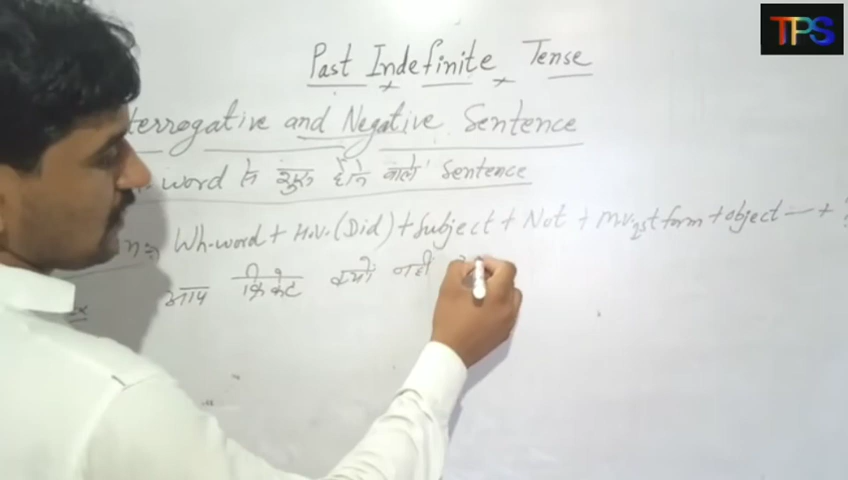 TPS
Past Indefinite Tense
terrogative and Negative Sentence
word से शुरू होने वाले Sentence
Wh-word + H.V. (Did) + Subject + Not + M.V. 1st form + object — + ?
आप क्रिकेट क्यों नहीं
Ex